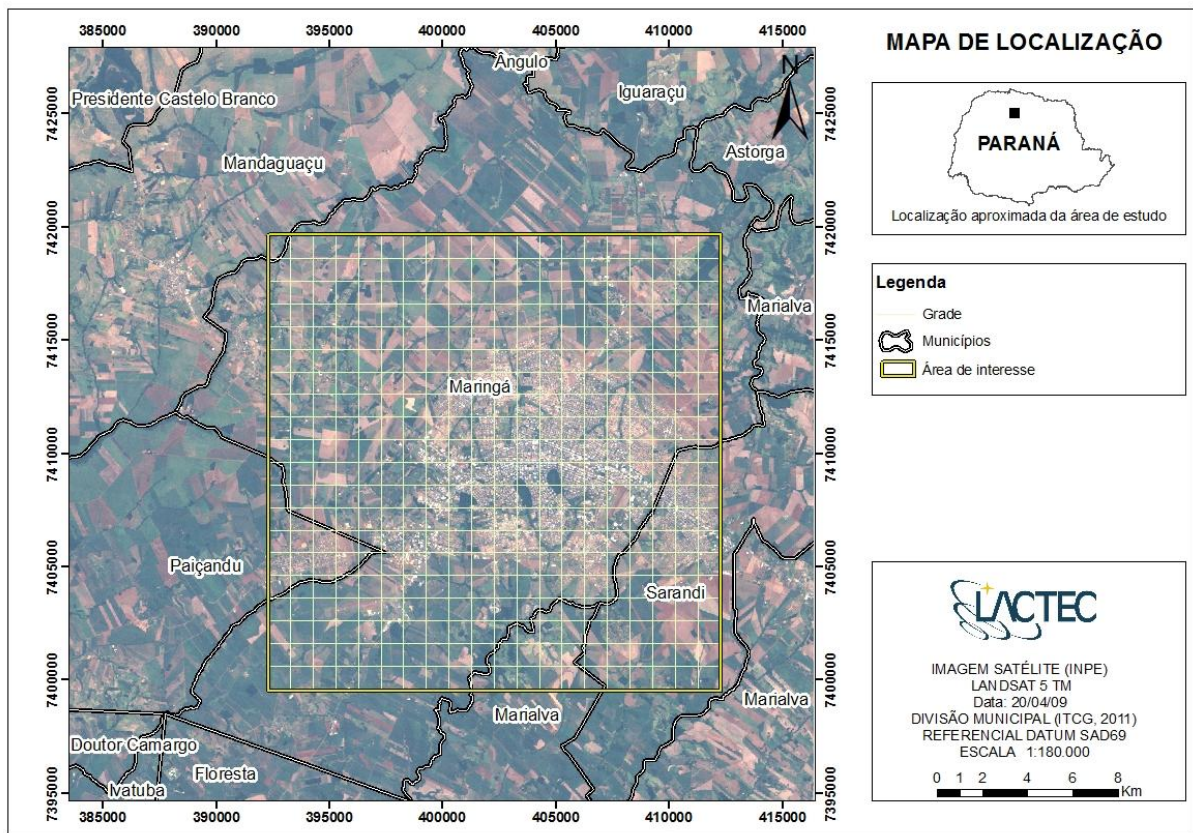 385000 390000 395000 400000 405000 410000 415000
7425000
7420000
7415000
7410000
7405000
7400000
7395000
Ângulo
N
Iguaraçu
Presidente Castelo Branco
Astorga
Mandaguaçu
Marialva
Maringá
Paiçandu
Sarandi
Marialva
Marialva
Doutor Camargo
Floresta
Ivatuba
7425000
7420000
7415000
7410000
7405000
7400000
7395000
385000 390000 395000 400000 405000 410000 415000
MAPA DE LOCALIZAÇÃO
PARANÁ
Localização aproximada da área de estudo
Legenda
Grade
Municípios
Área de interesse
LACTEC
IMAGEM SATÉLITE (INPE)
LANDSAT 5 TM
Data: 20/04/09
DIVISÃO MUNICIPAL (ITCG, 2011)
REFERENCIAL DATUM SAD69
ESCALA 1:180.000
0 1 2 4 6 8
Km